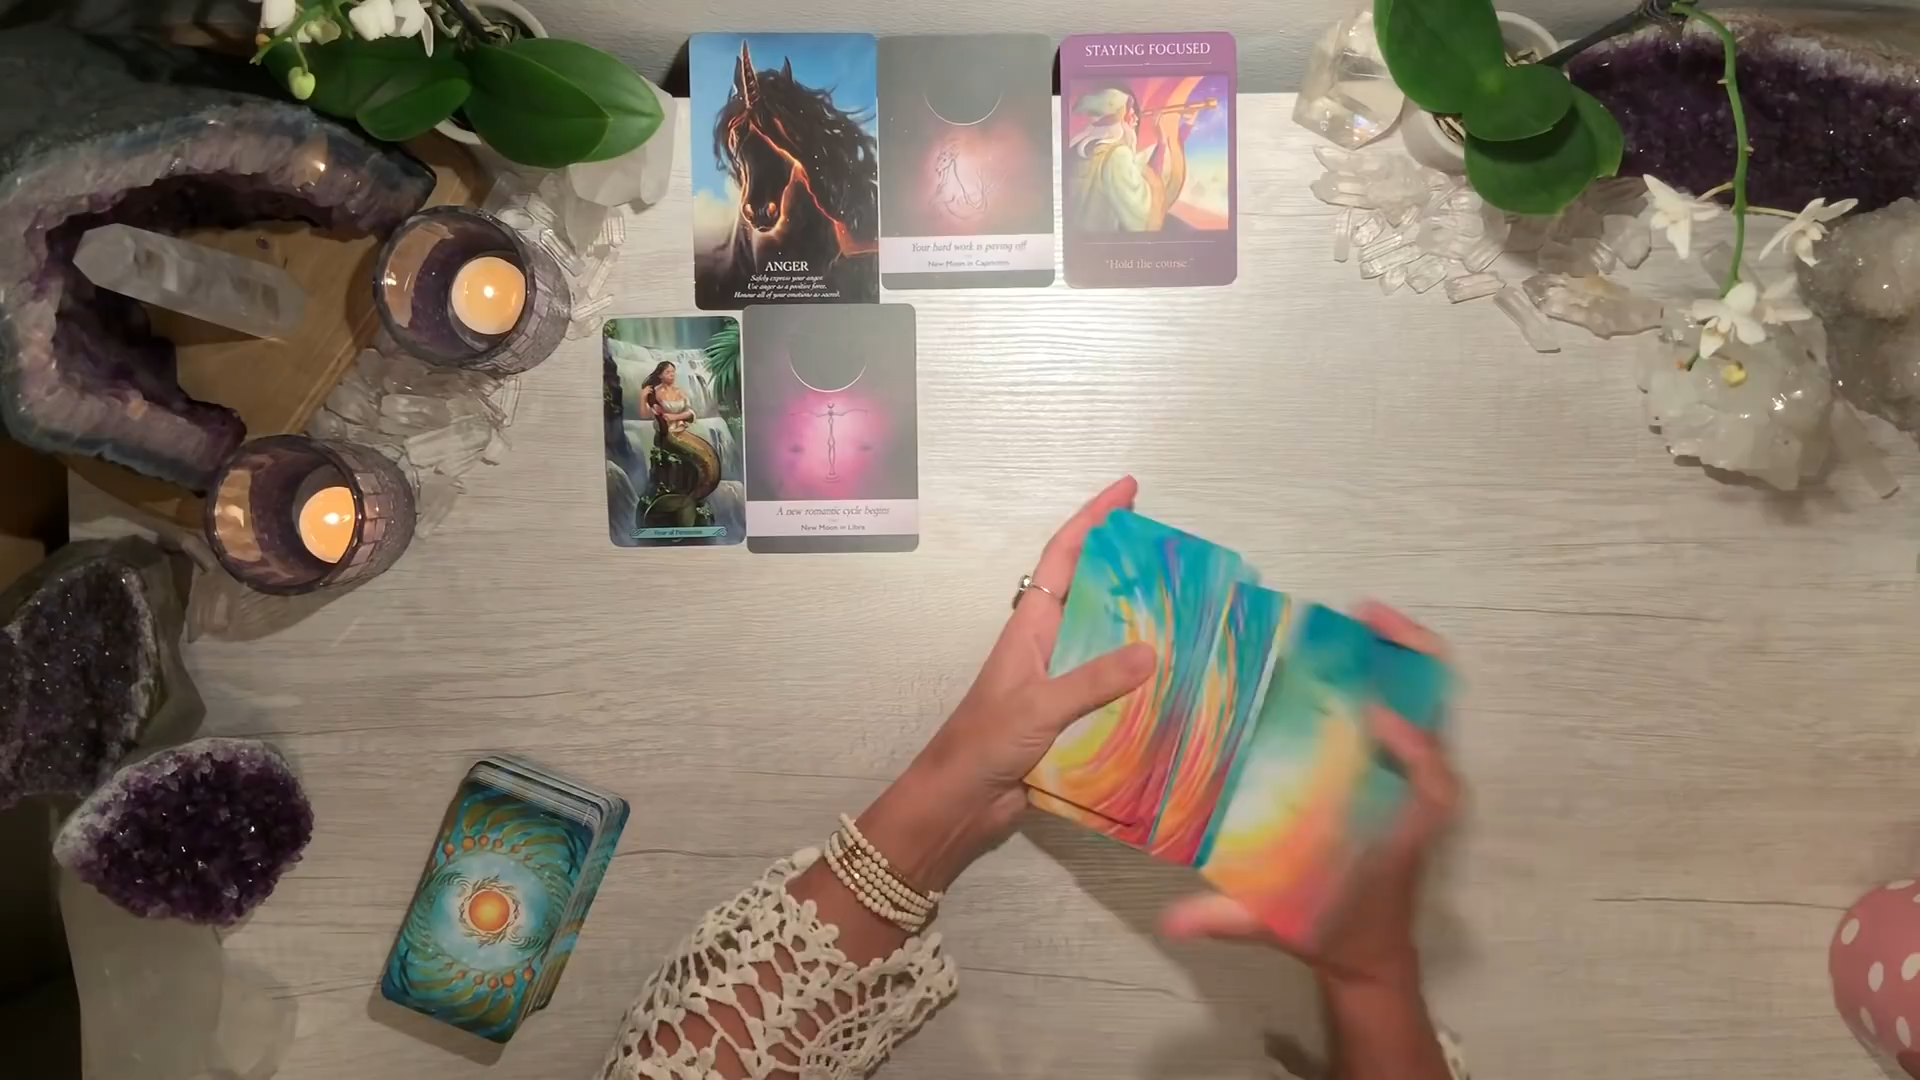 ANGER
Safely express your anger.
Use anger as a positive force.
Honour all of your emotions as sacred.
Your hard work is paying off
New Moon in Capricorn
STAYING FOCUSED
"Hold the course."
A new romantic cycle begins
New Moon in Libra